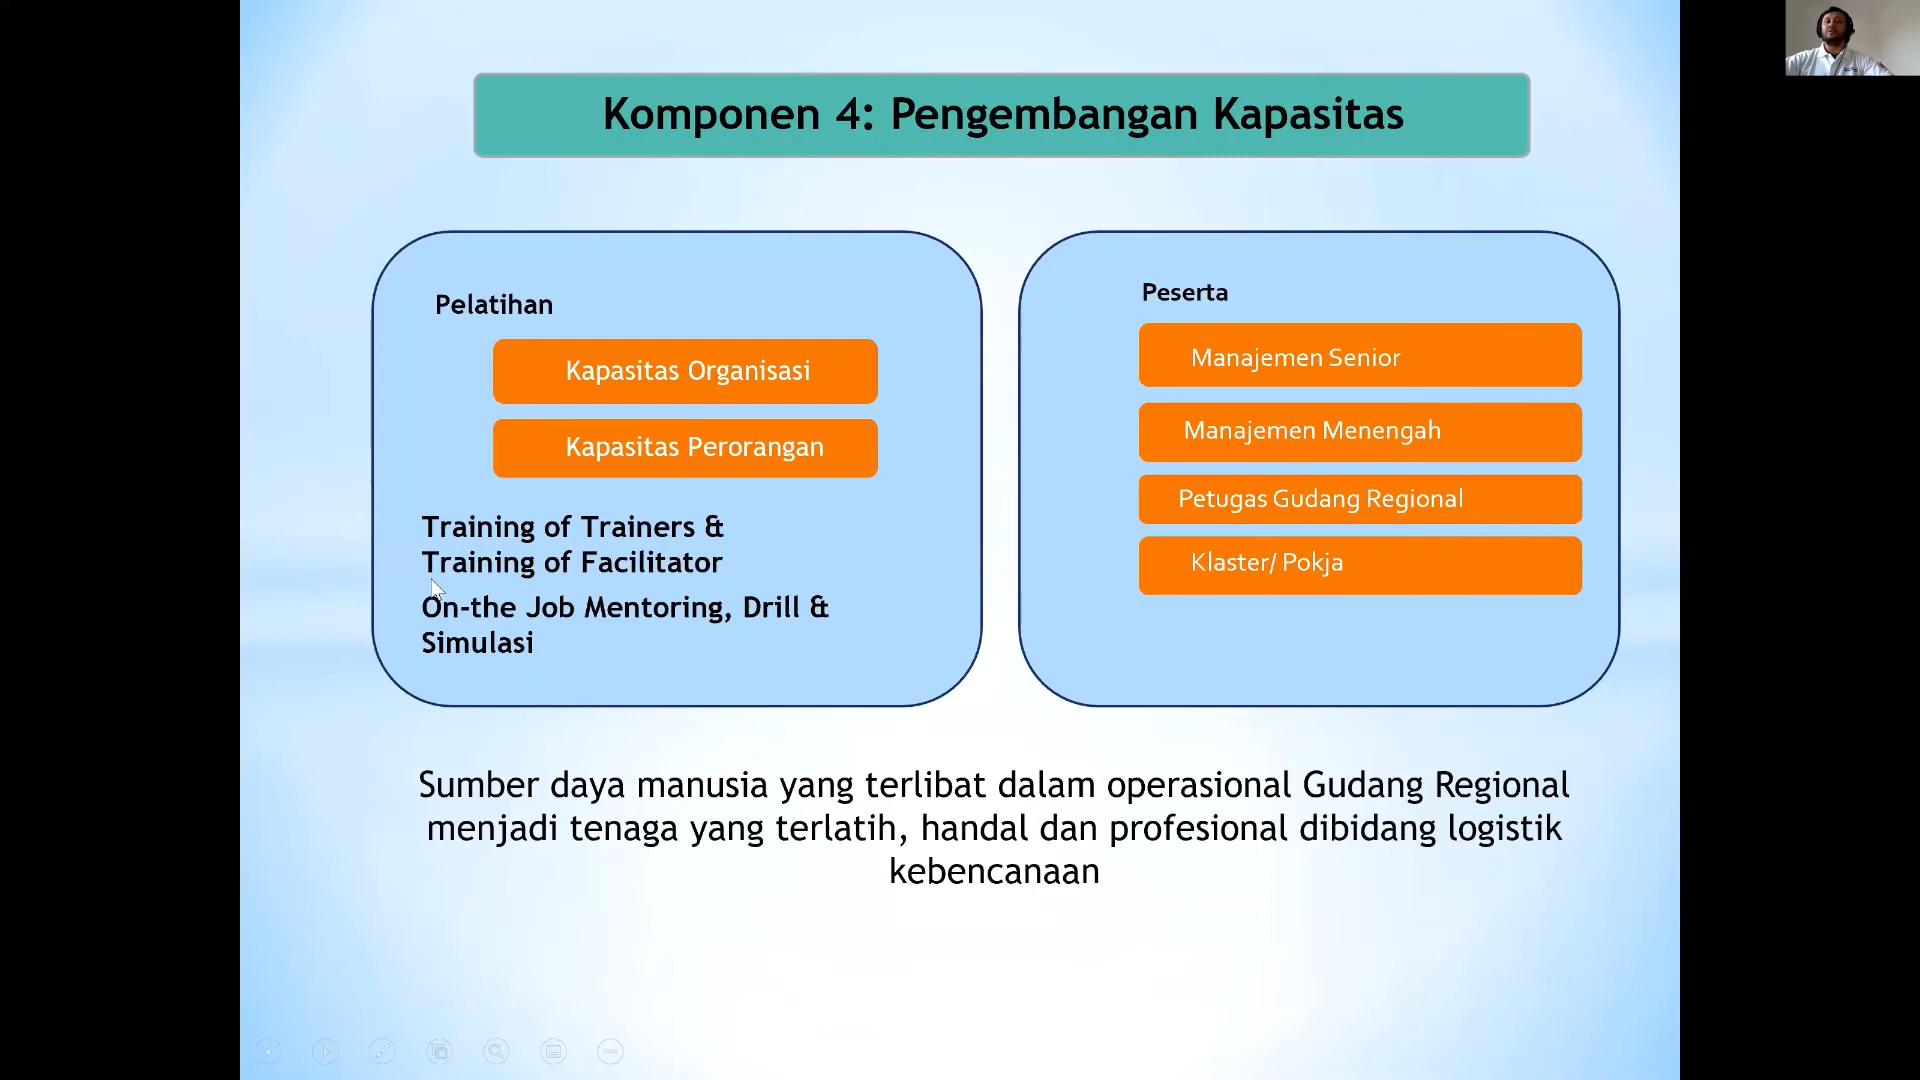 Komponen 4: Pengembangan Kapasitas
Pelatihan
Kapasitas Organisasi
Kapasitas Perorangan
Training of Trainers &
Training of Facilitator
On-the Job Mentoring, Drill &
Simulasi
Peserta
Manajemen Senior
Manajemen Menengah
Petugas Gudang Regional
Klaster/ Pokja
Sumber daya manusia yang terlibat dalam operasional Gudang Regional
menjadi tenaga yang terlatih, handal dan profesional dibidang logistik
kebencanaan